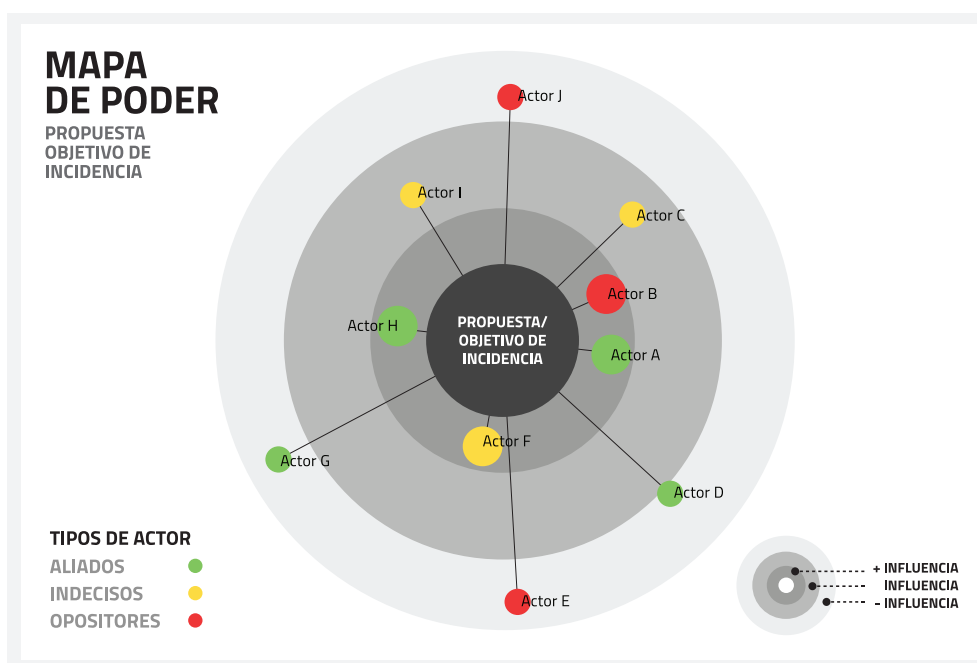 MAPA
DE PODER
PROPUESTA
OBJETIVO DE
INCIDENCIA
Actor J
Actor I
Actor C
Actor B
Actor H
PROPUESTA/
OBJETIVO DE
INCIDENCIA
Actor A
Actor F
Actor G
Actor D
Actor E
TIPOS DE ACTOR
ALIADOS
INDECISOS
OPOSITORES
+ INFLUENCIA
INFLUENCIA
- INFLUENCIA